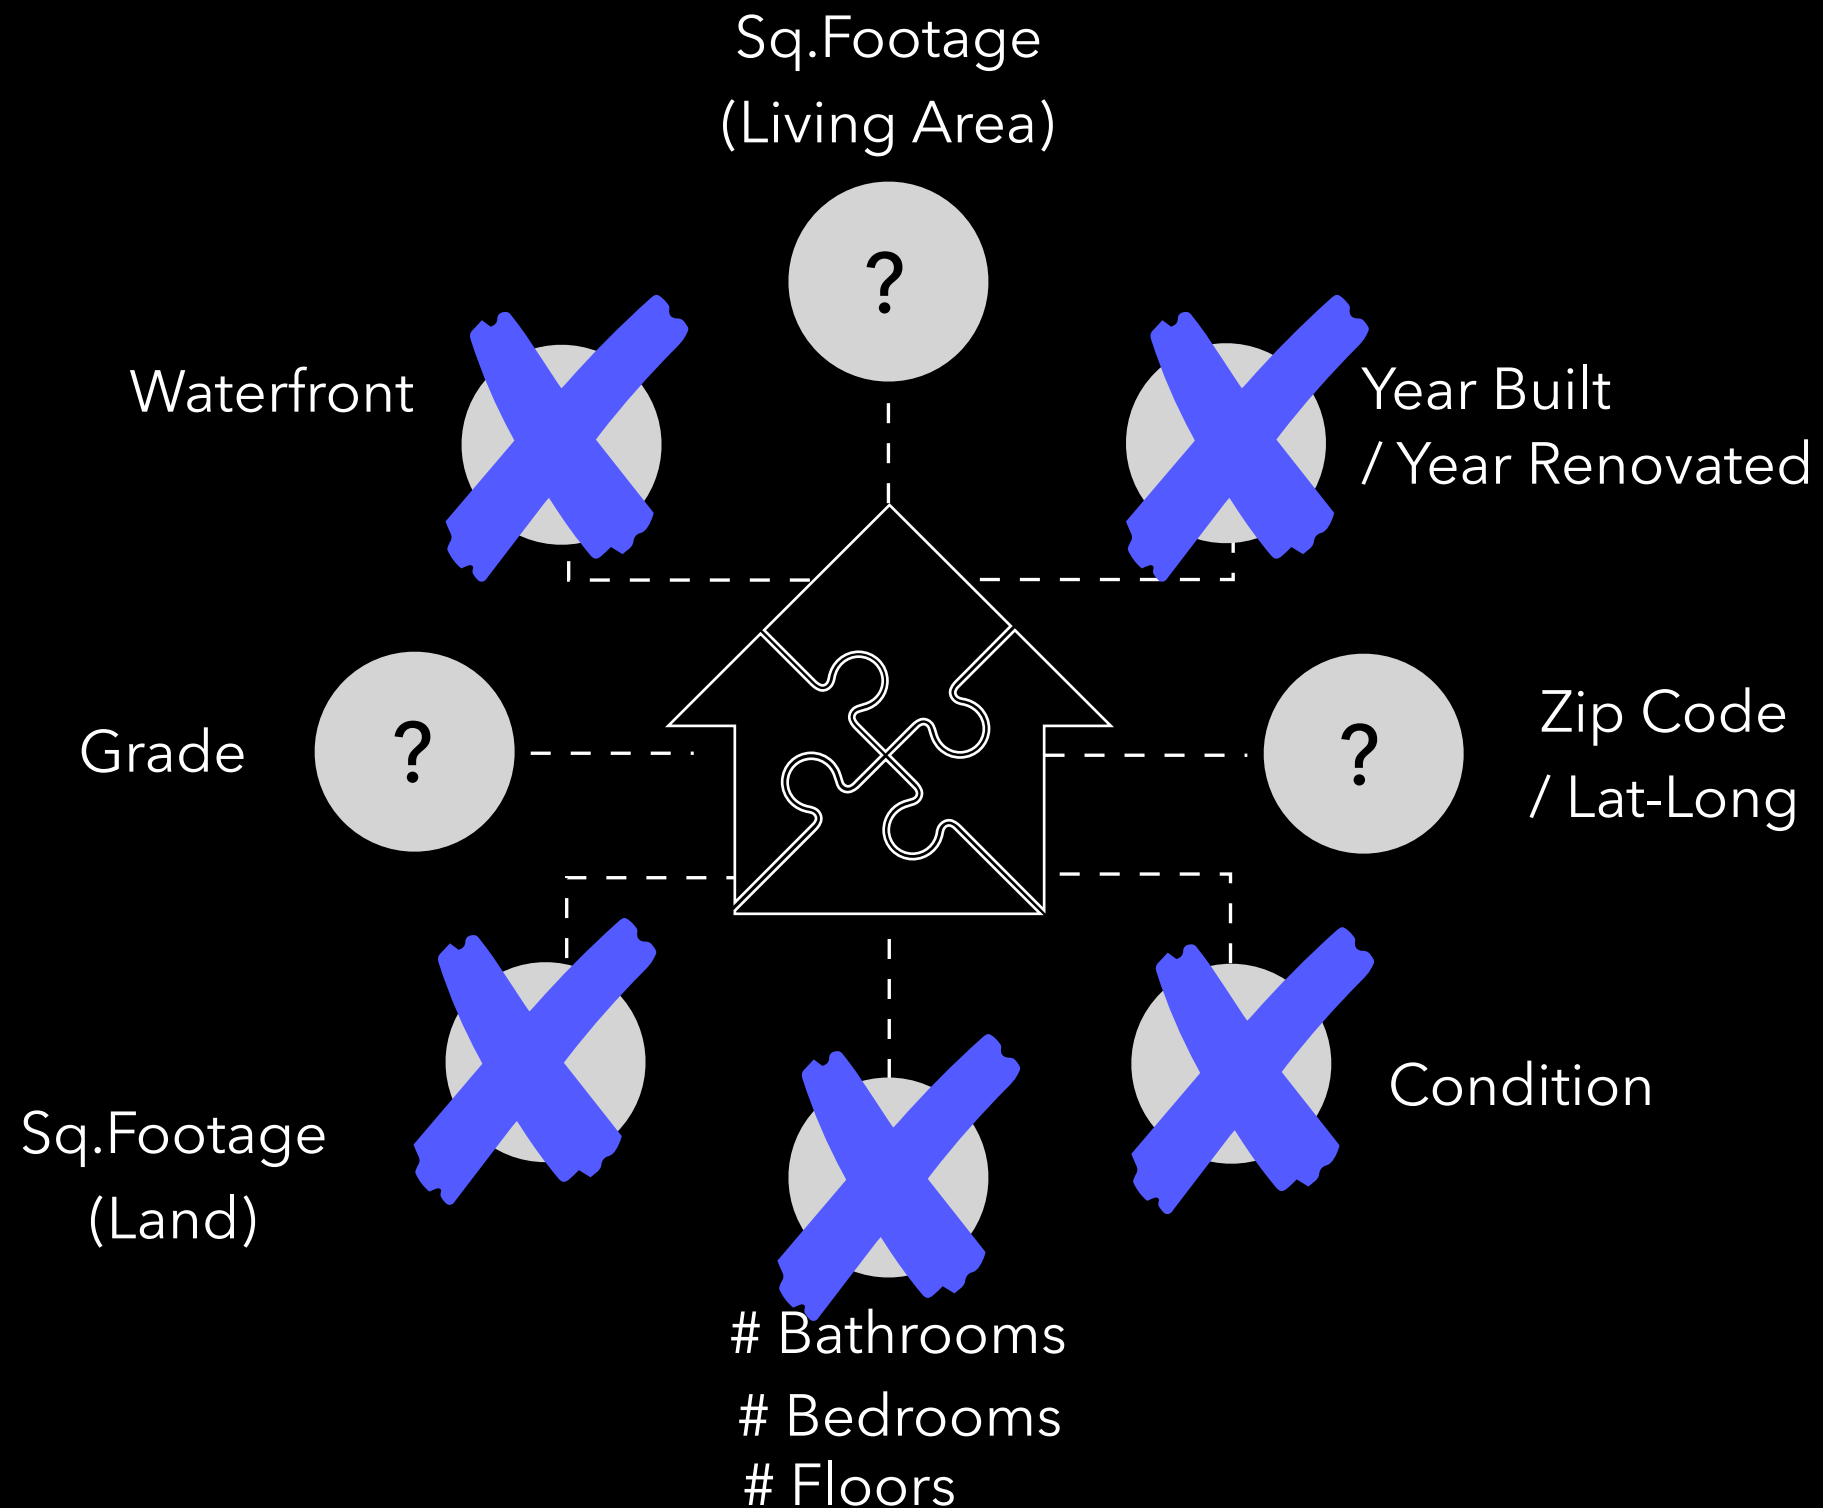 Sq.Footage
(Living Area)
?
Waterfront
Year Built
/ Year Renovated
Grade
?
?
Zip Code
/ Lat-Long
Condition
Sq.Footage
(Land)
# Bathrooms
# Bedrooms
# Floors